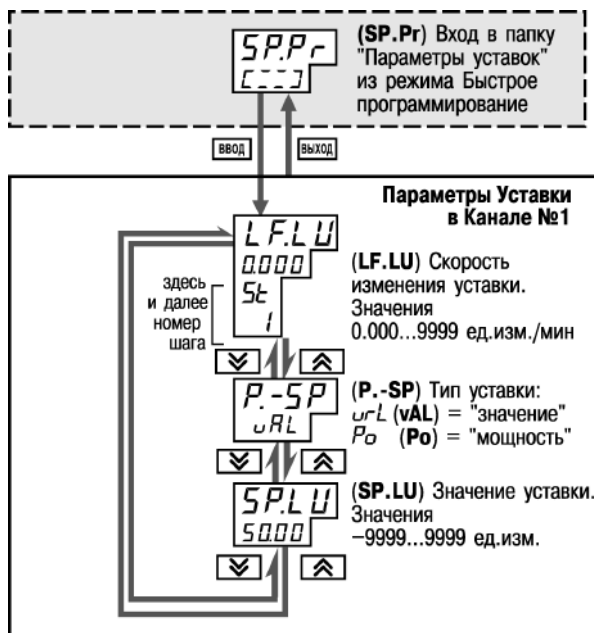 SP.Pr
[---]
(SP.Pr) Вход в папку
"Параметры уставок"
из режима Быстрое
программирование
ВВОД
ВЫХОД
Параметры Уставки
в Канале №1
LF.LU
0.000
St
1
здесь
и далее
номер
шага
(LF.LU) Скорость
изменения уставки.
Значения
0.000...9999 ед.изм./мин
P.-SP
vAL
(P.-SP) Тип уставки:
vrL (vAL) = "значение"
Po (Po) = "мощность"
SP.LU
50.00
(SP.LU) Значение уставки.
Значения
−9999...9999 ед.изм.